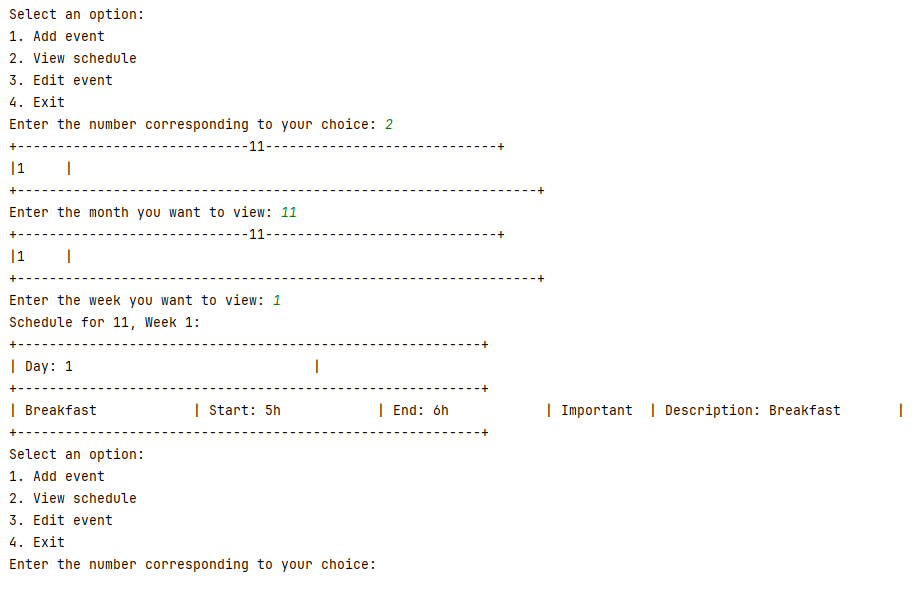 Select an option:
1. Add event
2. View schedule
3. Edit event
4. Exit
Enter the number corresponding to your choice: 2
+-----------------------------11-----------------------------+
|1     |
+-----------------------------------------------------------------+
Enter the month you want to view: 11
+-----------------------------11-----------------------------+
|1     |
+-----------------------------------------------------------------+
Enter the week you want to view: 1
Schedule for 11, Week 1:
+----------------------------------------------------------+
| Day: 1                              |
+----------------------------------------------------------+
| Breakfast            | Start: 5h            | End: 6h            | Important  | Description: Breakfast       |
+----------------------------------------------------------+
Select an option:
1. Add event
2. View schedule
3. Edit event
4. Exit
Enter the number corresponding to your choice: